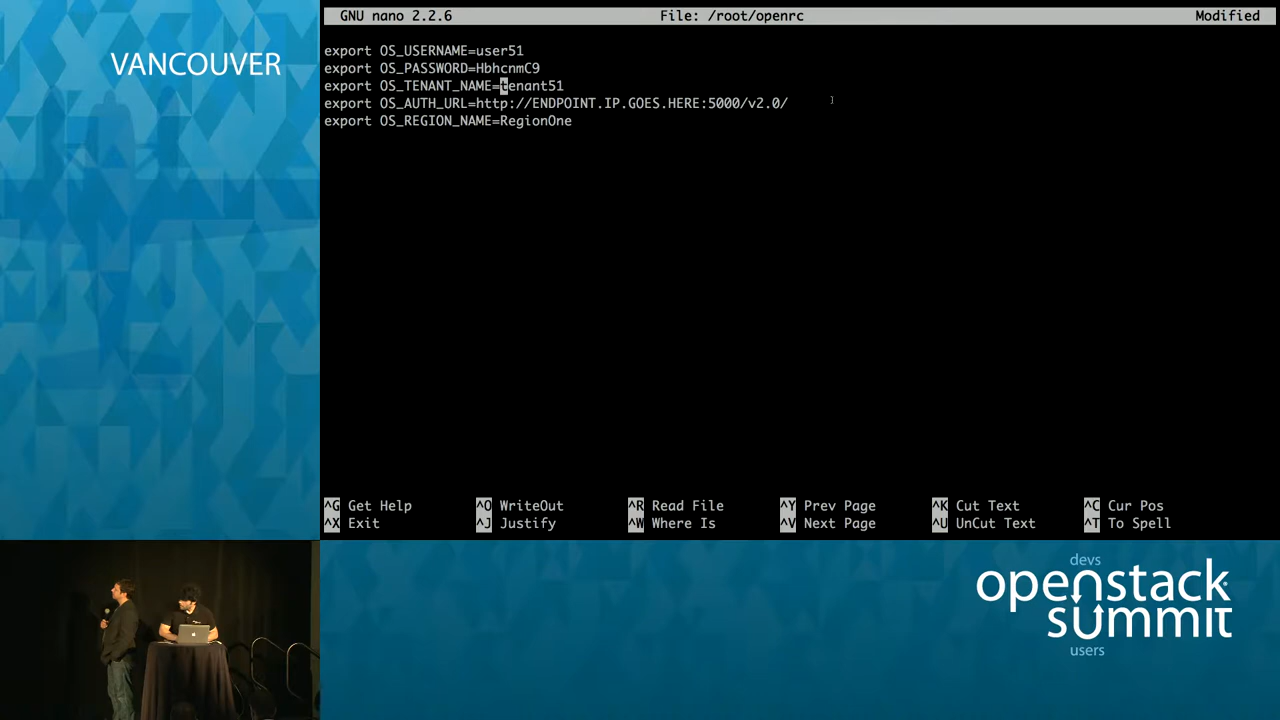 VANCOUVER
GNU nano 2.2.6 File: /root/openrc Modified
export OS_USERNAME=user51
export OS_PASSWORD=HbhcnmC9
export OS_TENANT_NAME=tenant51
export OS_AUTH_URL=http://ENDPOINT.IP.GOES.HERE:5000/v2.0/
export OS_REGION_NAME=RegionOne
^G Get Help ^O WriteOut ^R Read File ^Y Prev Page ^K Cut Text ^C Cur Pos
^X Exit ^J Justify ^W Where Is ^V Next Page ^U UnCut Text ^T To Spell
devs
openstack
summit
users